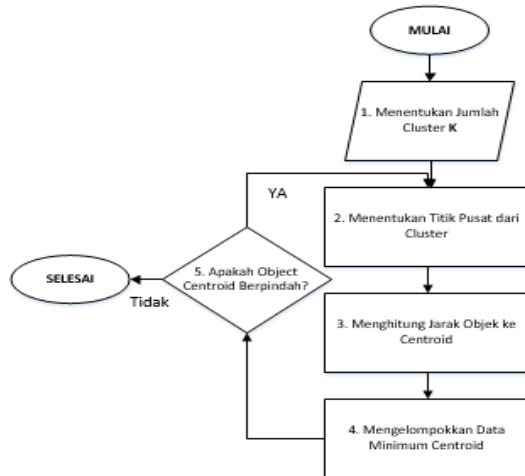 MULAI
1. Menentukan Jumlah
Cluster K
YA
2. Menentukan Titik Pusat dari
Cluster
5. Apakah Object
Centroid Berpindah?
SELESAI
Tidak
3. Menghitung Jarak Objek ke
Centroid
4. Mengelompokkan Data
Minimum Centroid